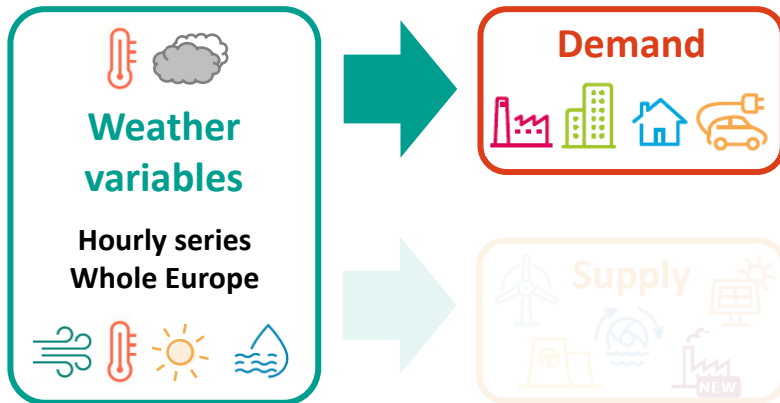 Weather
variables
Hourly series
Whole Europe
Demand
Supply
NEW